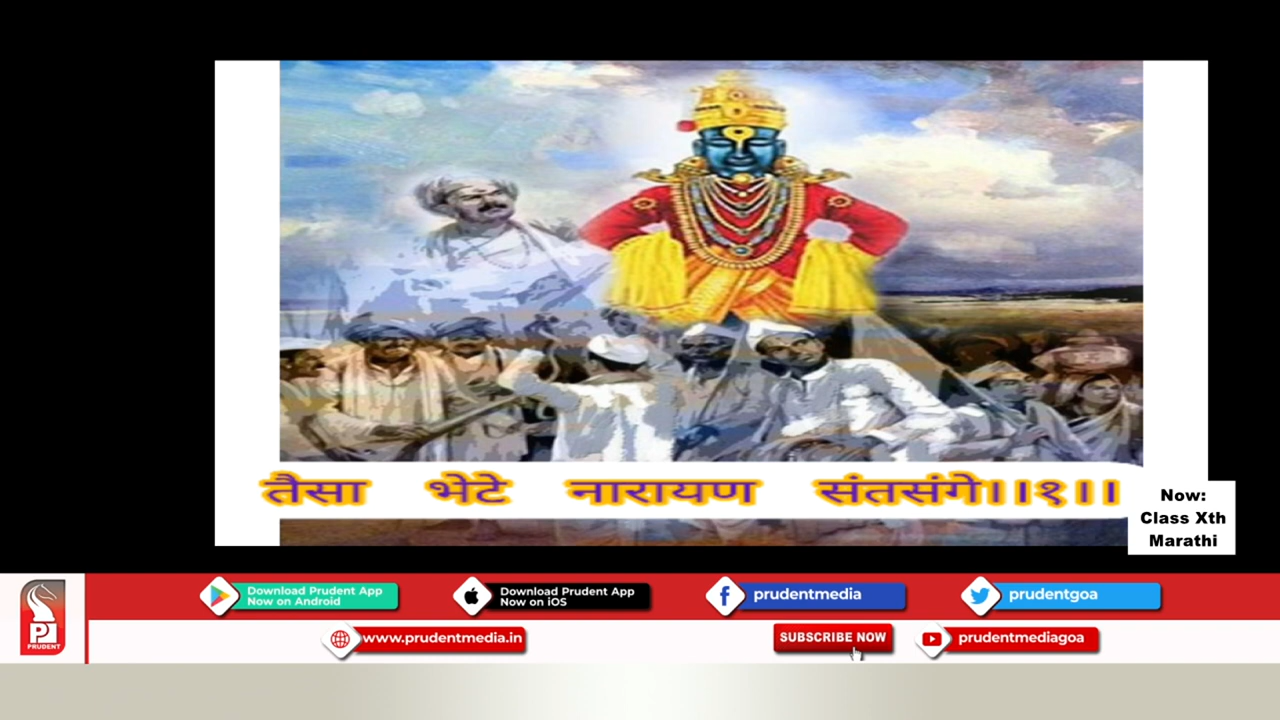 तैसा भेटे नारायण संतसंगे।।१।।
Now:
Class Xth
Marathi
Download Prudent App
Now on Android
Download Prudent App
Now on iOS
prudentmedia
prudentgoa
PRUDENT
www.prudentmedia.in
SUBSCRIBE NOW
prudentmediagoa